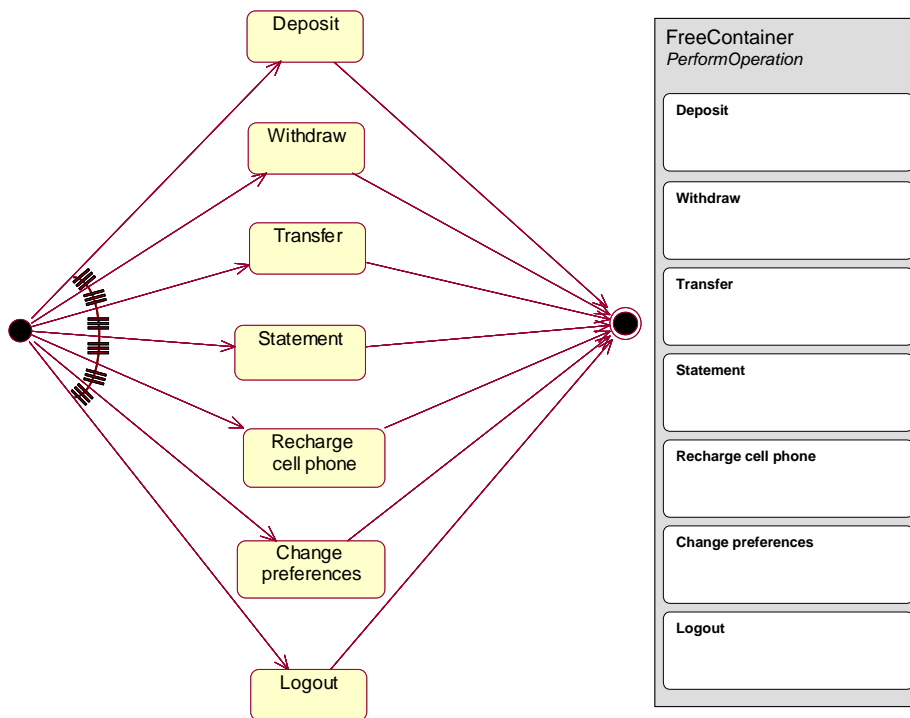 Deposit
Withdraw
Transfer
Statement
Recharge
cell phone
Change
preferences
Logout
FreeContainer
PerformOperation
Deposit
Withdraw
Transfer
Statement
Recharge cell phone
Change preferences
Logout